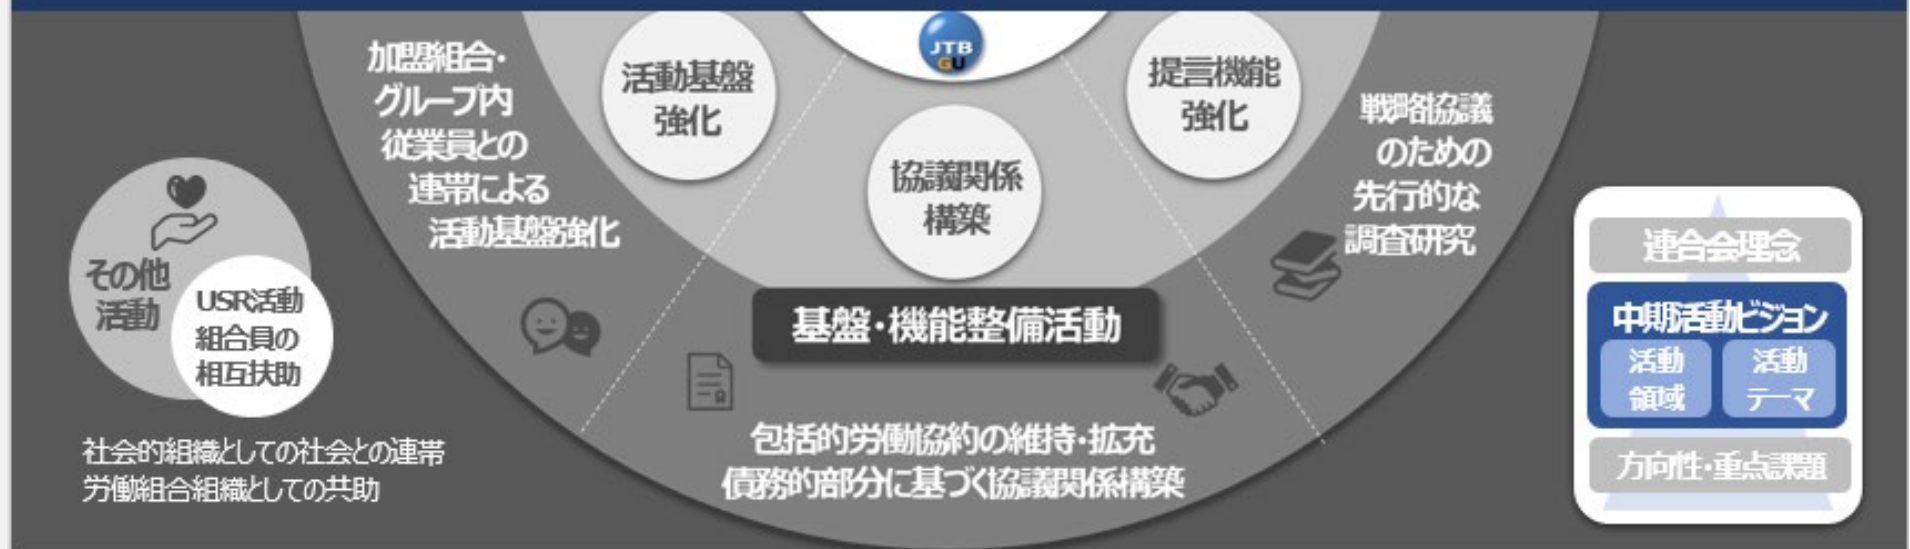 JTB
GU
加盟組合・
グループ内
従業員との
連帯による
活動基盤強化
活動基盤
強化
協議関係
構築
提言機能
強化
戦略協議
のための
先行的な
調査研究
基盤・機能整備活動
包括的労働協約の維持・拡充
債務的部分に基づく協議関係構築
その他
活動
USR活動
組合員の
相互扶助
社会的組織としての社会との連帯
労働組合組織としての共助
連合会理念
中期活動ビジョン
活動
領域
活動
テーマ
方向性・重点課題